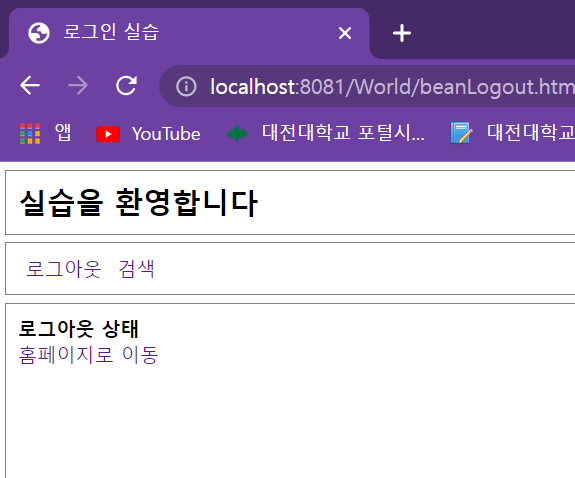 로그인 실습
localhost:8081/World/beanLogout.htm
앱 YouTube 대전대학교 포털시... 대전대학교
실습을 환영합니다
로그아웃 검색
로그아웃 상태
홈페이지로 이동